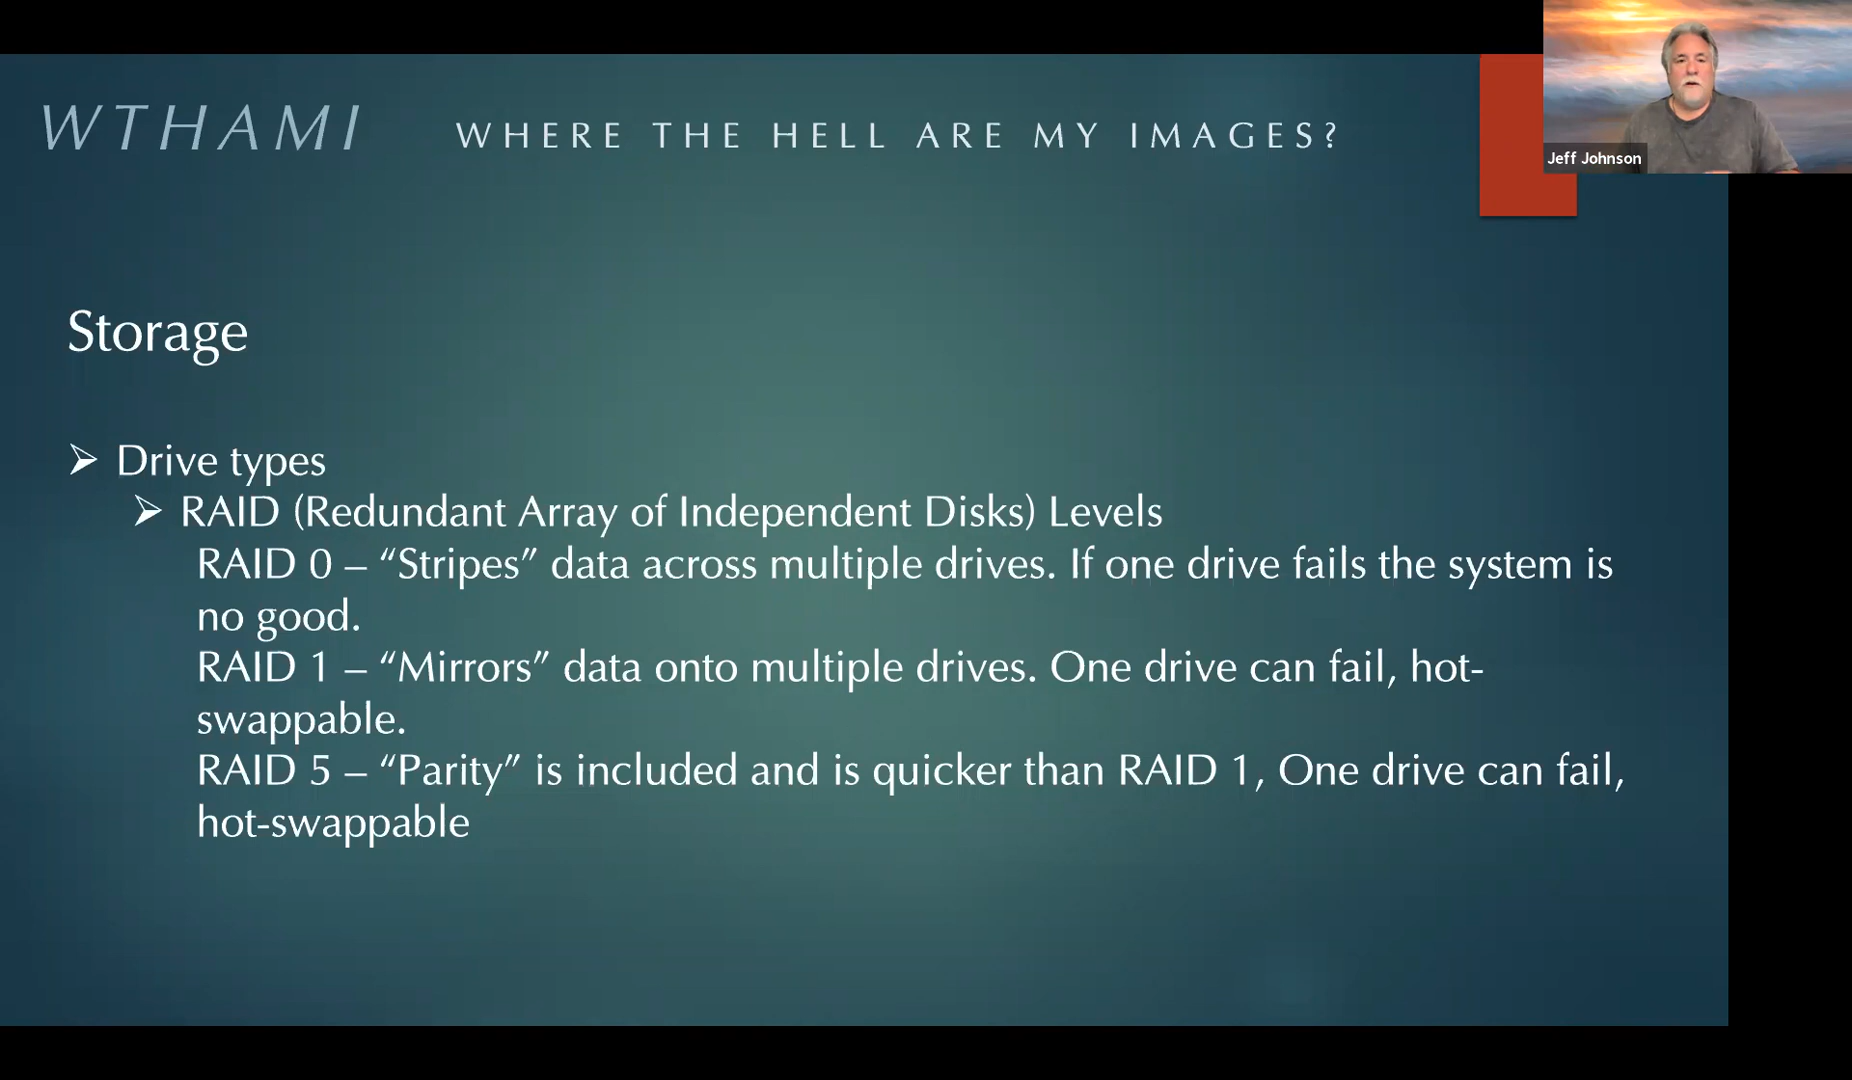 WTHAMI WHERE THE HELL ARE MY IMAGES?
Jeff Johnson
Storage
➢ Drive types
➢ RAID (Redundant Array of Independent Disks) Levels
RAID 0 – “Stripes” data across multiple drives. If one drive fails the system is
no good.
RAID 1 – “Mirrors” data onto multiple drives. One drive can fail, hot-
swappable.
RAID 5 – “Parity” is included and is quicker than RAID 1, One drive can fail,
hot-swappable